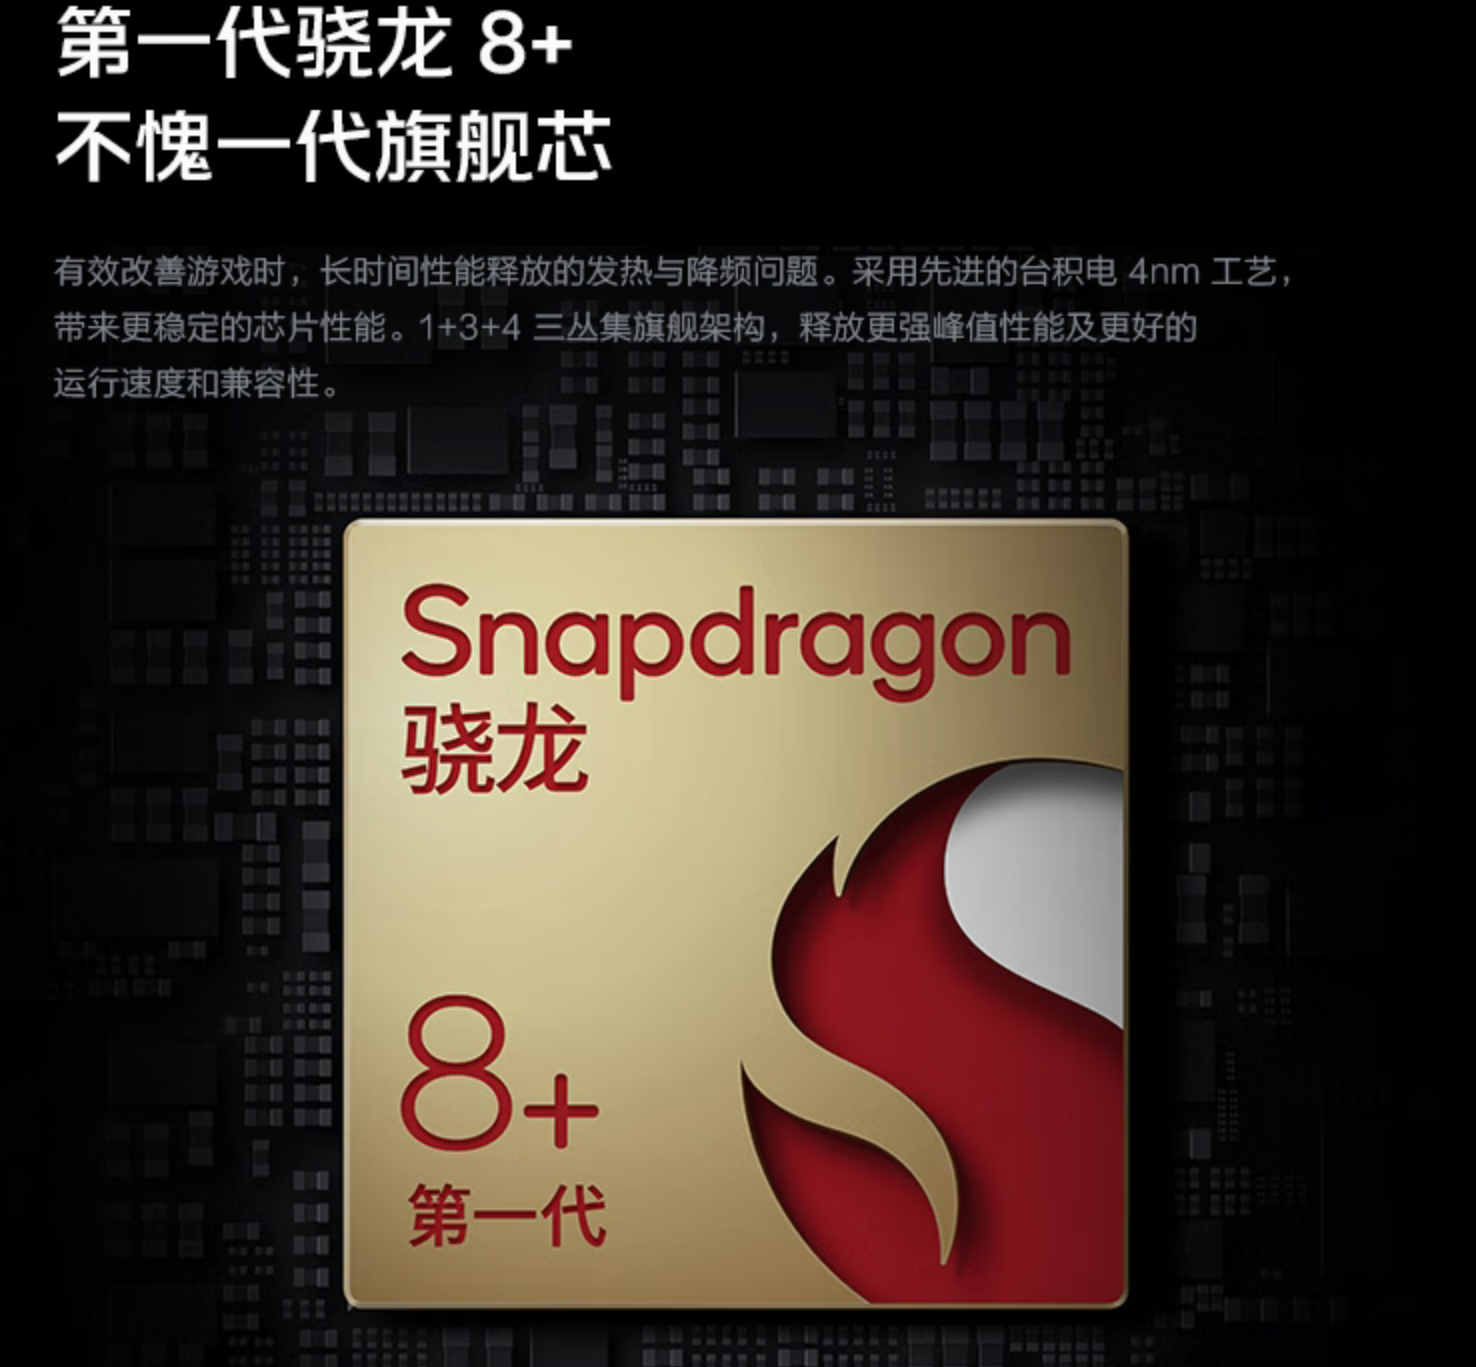 第一代骁龙 8+
不愧一代旗舰芯
有效改善游戏时，长时间性能释放的发热与降频问题。采用先进的台积电 4nm 工艺，
带来更稳定的芯片性能。1+3+4 三丛集旗舰架构，释放更强峰值性能及更好的
运行速度和兼容性。
Snapdragon
骁龙
8+
第一代